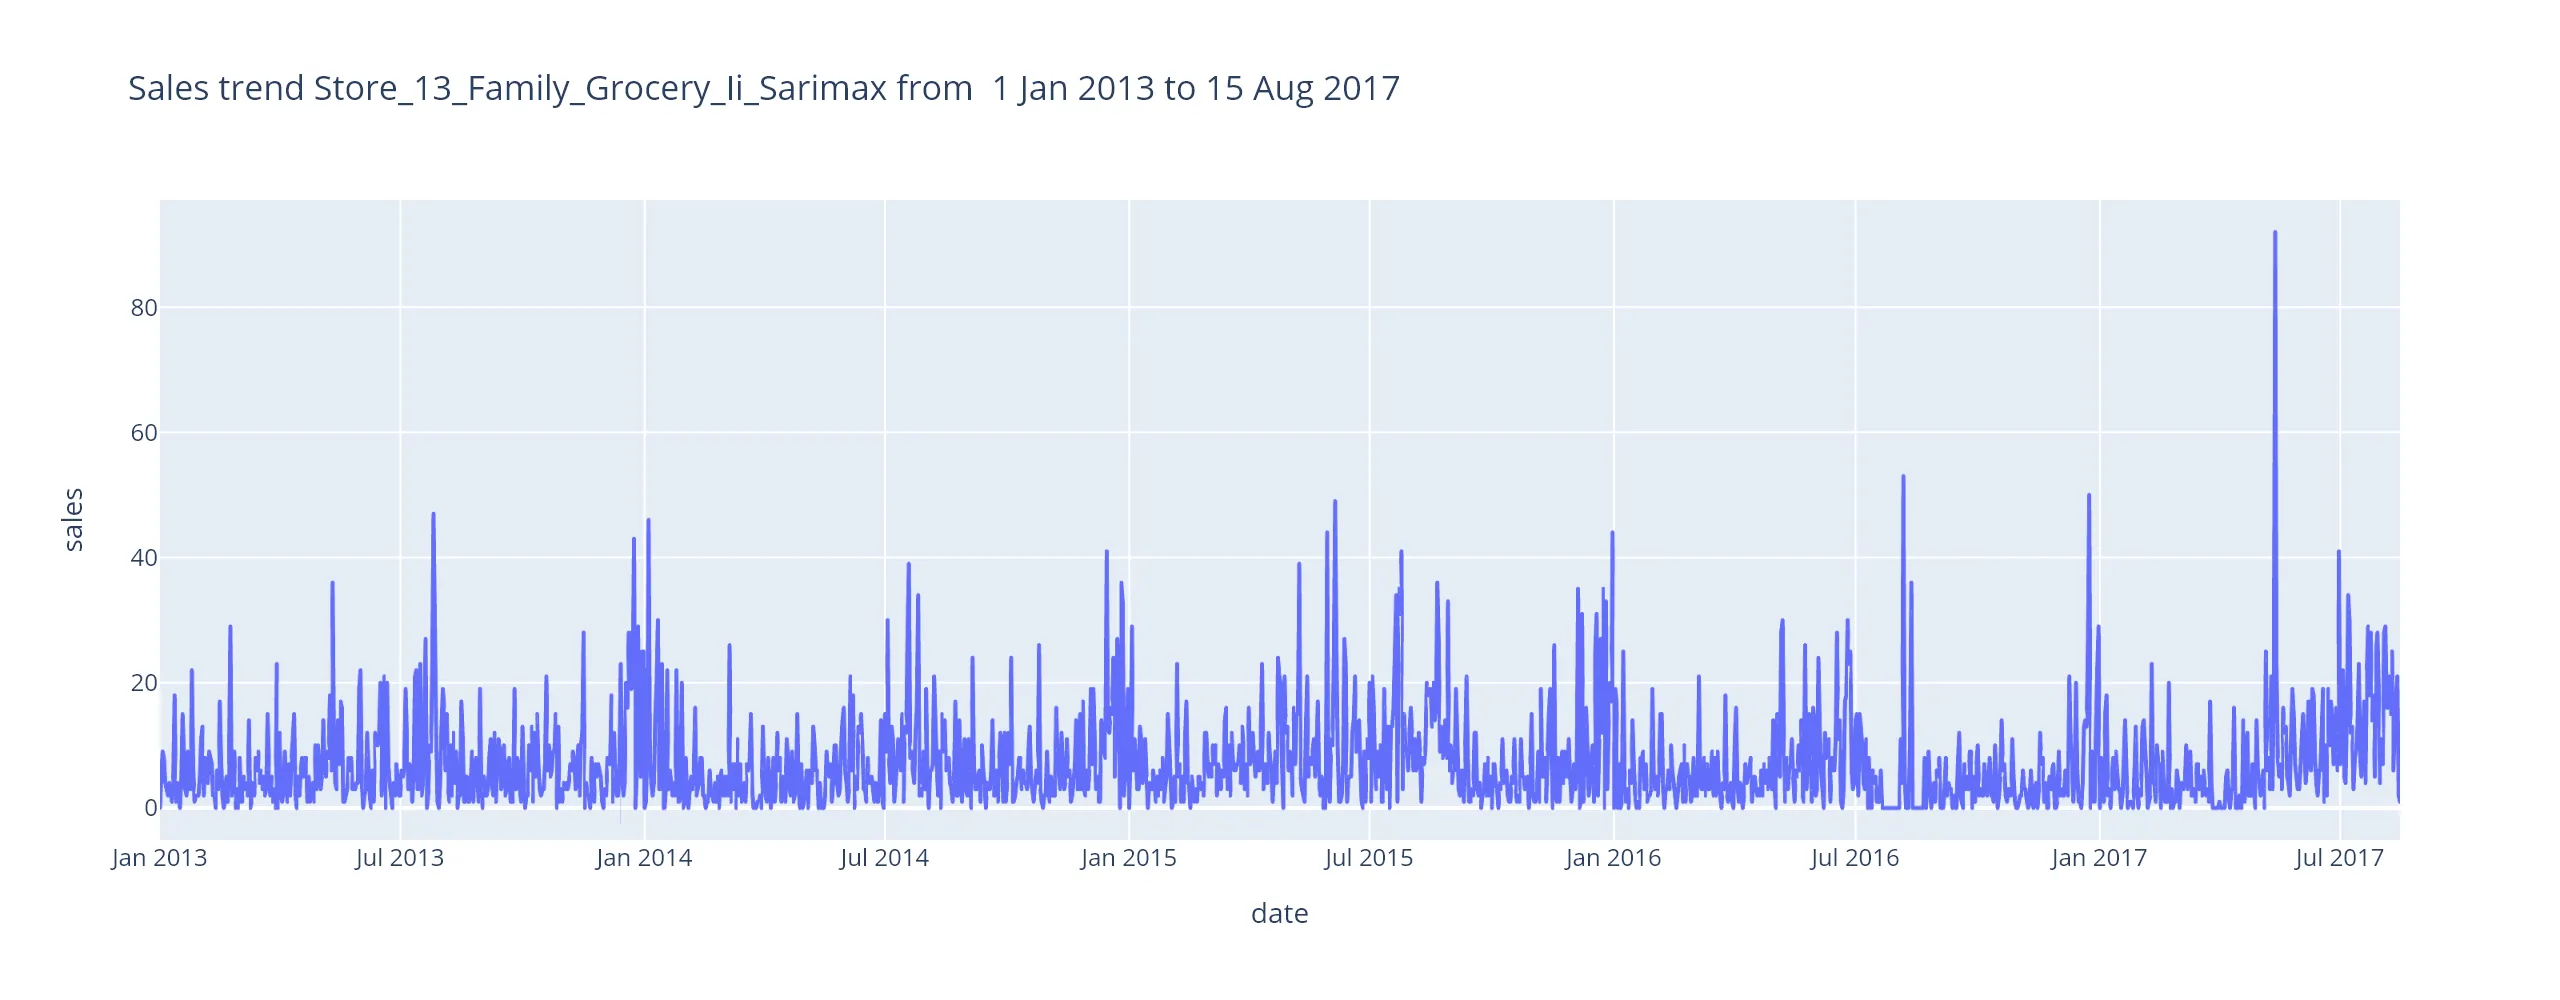 Sales trend Store_13_Family_Grocery_Ii_Sarimax from  1 Jan 2013 to 15 Aug 2017
80
60
40
20
0
sales
Jan 2013 Jul 2013 Jan 2014 Jul 2014 Jan 2015 Jul 2015 Jan 2016 Jul 2016 Jan 2017 Jul 2017
date